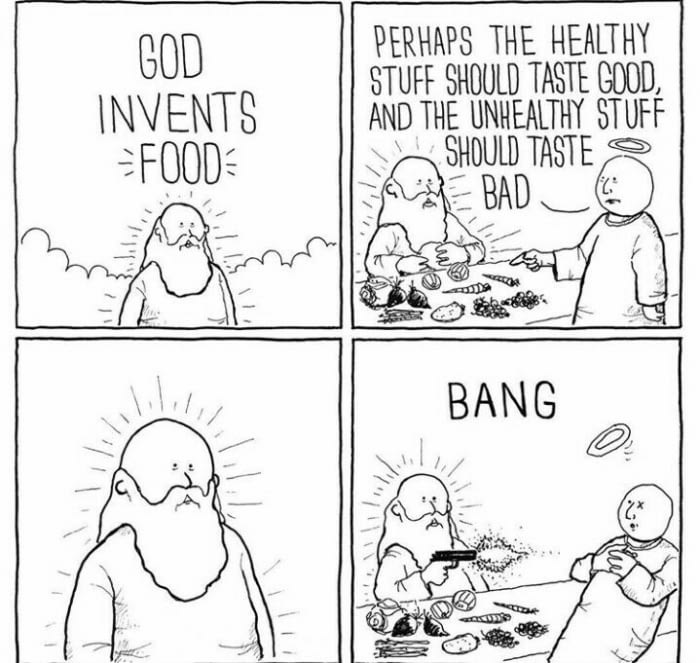 GOD
INVENTS
FOOD
PERHAPS THE HEALTHY
STUFF SHOULD TASTE GOOD,
AND THE UNHEALTHY STUFF
SHOULD TASTE
BAD
BANG